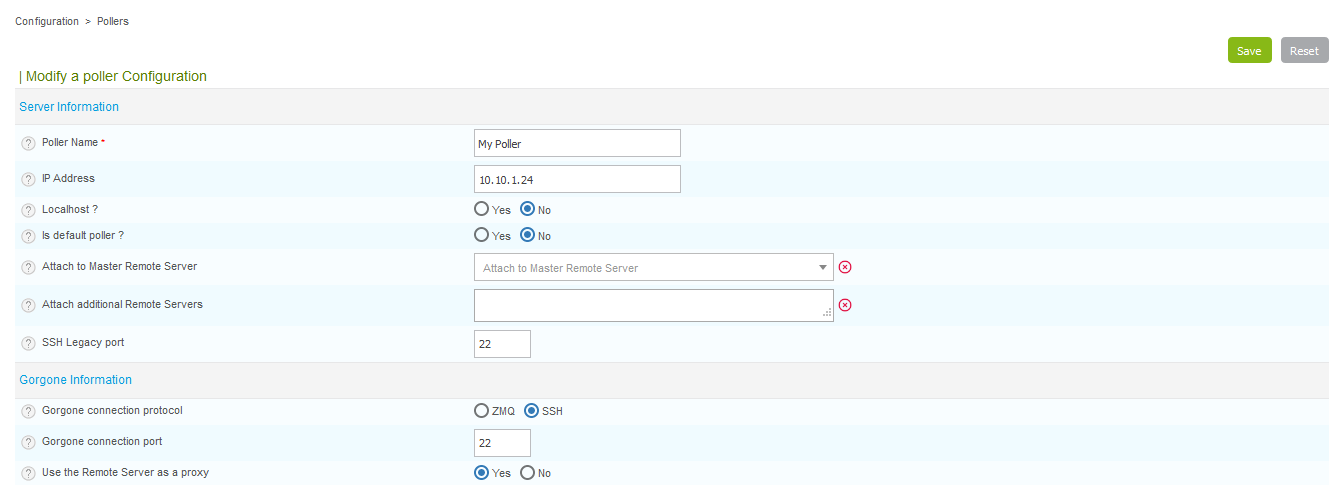 Configuration > Pollers
Save Reset
| Modify a poller Configuration
Server Information
? Poller Name * My Poller
? IP Address 10.10.1.24
? Localhost ? Yes No
? Is default poller ? Yes No
? Attach to Master Remote Server Attach to Master Remote Server
? Attach additional Remote Servers
? SSH Legacy port 22
Gorgone Information
? Gorgone connection protocol ZMQ SSH
? Gorgone connection port 22
? Use the Remote Server as a proxy Yes No